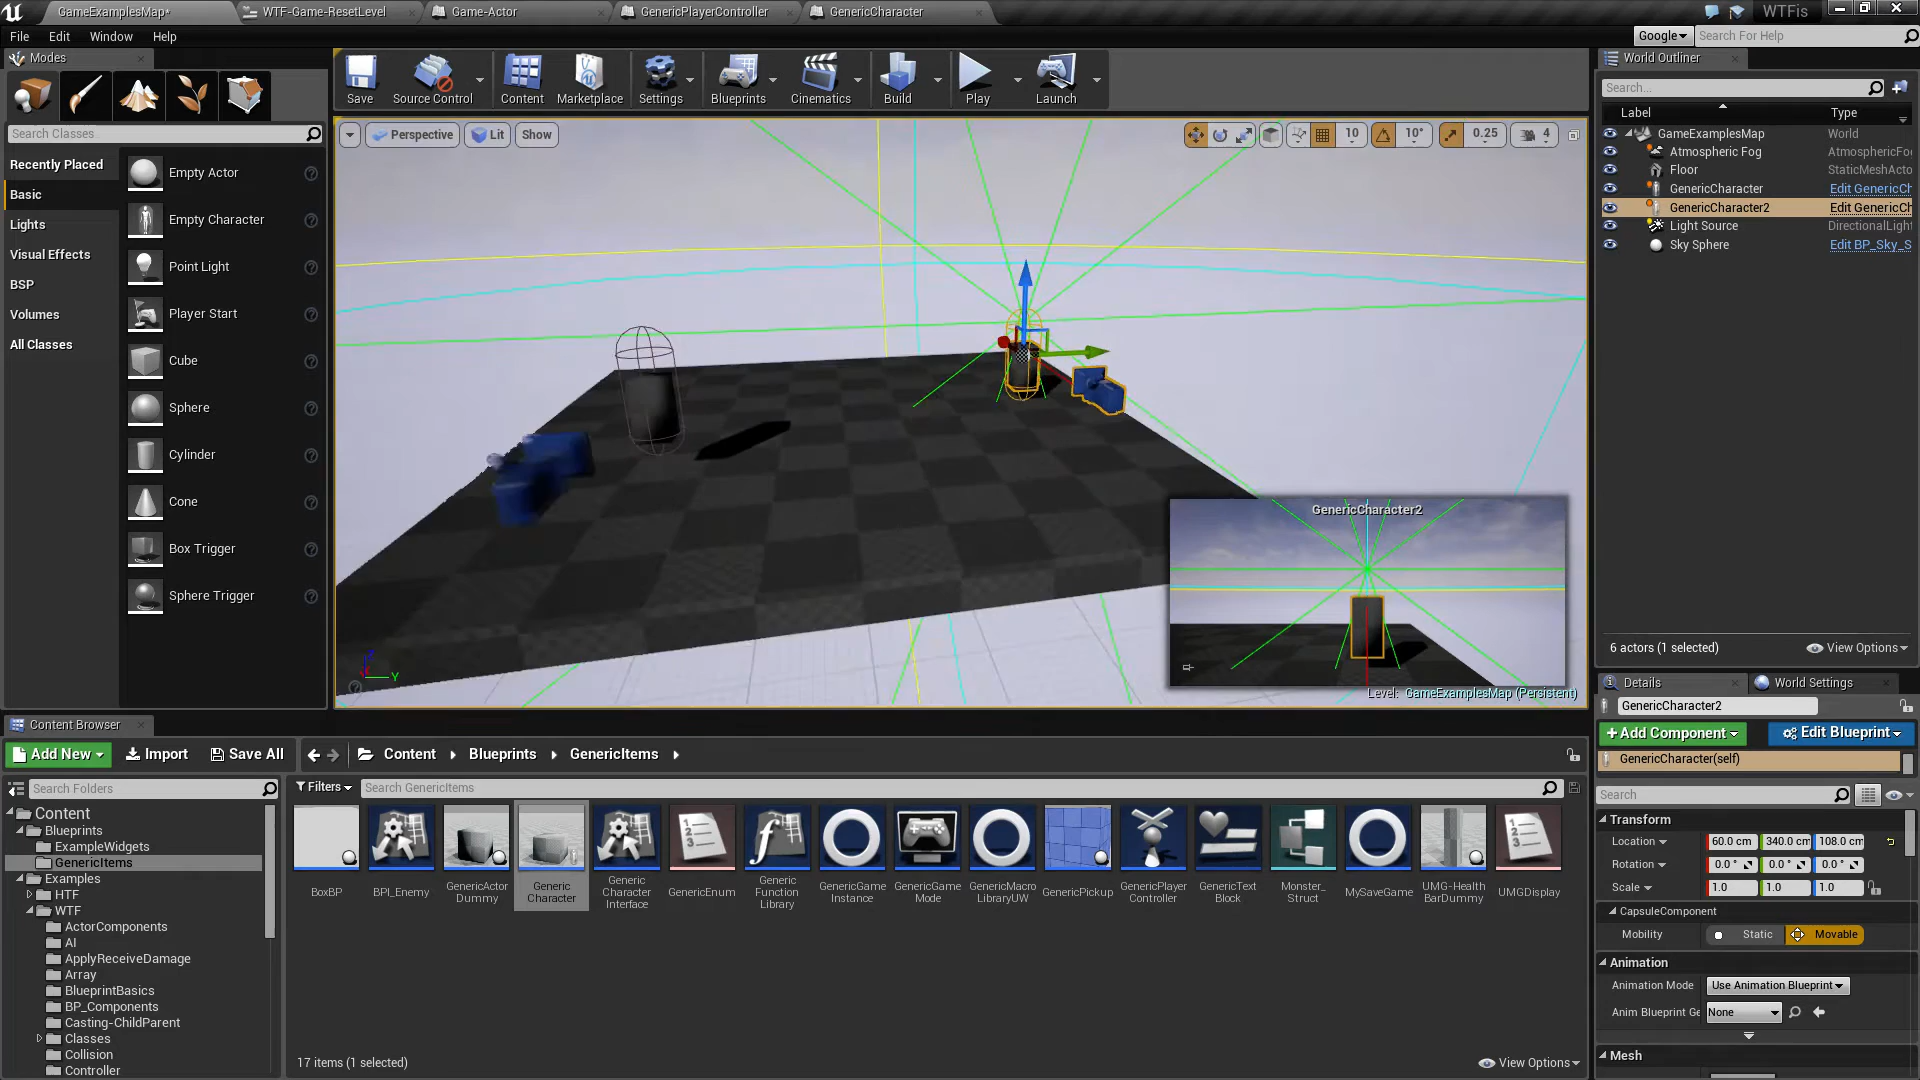 GameExamplesMap*
WTF-Game-ResetLevel
Game-Actor
GenericPlayerController
GenericCharacter
WTFis
File Edit Window Help
Google
Search For Help
Modes
Search Classes
Recently Placed
Basic
Lights
Visual Effects
BSP
Volumes
All Classes
Empty Actor
Empty Character
Point Light
Player Start
Cube
Sphere
Cylinder
Cone
Box Trigger
Sphere Trigger
Save
Source Control
Content
Marketplace
Settings
Blueprints
Cinematics
Build
Play
Launch
Perspective
Lit
Show
10
10°
0.25
4
GenericCharacter2
Level: GameExamplesMap (Persistent)
Z
Y
World Outliner
Search...
Label Type
GameExamplesMap World
Atmospheric Fog AtmosphericFo
Floor StaticMeshActo
GenericCharacter Edit GenericCh
GenericCharacter2 Edit GenericCh
Light Source DirectionalLight
Sky Sphere Edit BP_Sky_S
6 actors (1 selected)
View Options
Details
World Settings
GenericCharacter2
+Add Component
Edit Blueprint
GenericCharacter(self)
Search
Transform
Location 60.0 cm 340.0 cm 108.0 cm
Rotation 0.0 ° 0.0 ° 0.0 °
Scale 1.0 1.0 1.0
CapsuleComponent
Mobility Static Movable
Animation
Animation Mode Use Animation Blueprint
Anim Blueprint Ge None
Mesh
Content Browser
Add New
Import
Save All
Content
Blueprints
GenericItems
Search Folders
Filters
Search GenericItems
Content
Blueprints
ExampleWidgets
GenericItems
Examples
HTF
WTF
ActorComponents
AI
ApplyReceiveDamage
Array
BlueprintBasics
BP_Components
Casting-ChildParent
Classes
Collision
Controller
BoxBP
BPI_Enemy
GenericActor
Dummy
Generic
Character
Generic
Character
Interface
GenericEnum
Generic
Function
Library
GenericGame
Instance
GenericGame
Mode
GenericMacro
LibraryUW
GenericPickup
GenericPlayer
Controller
GenericText
Block
Monster_
Struct
MySaveGame
UMG-Health
BarDummy
UMGDisplay
17 items (1 selected)
View Options